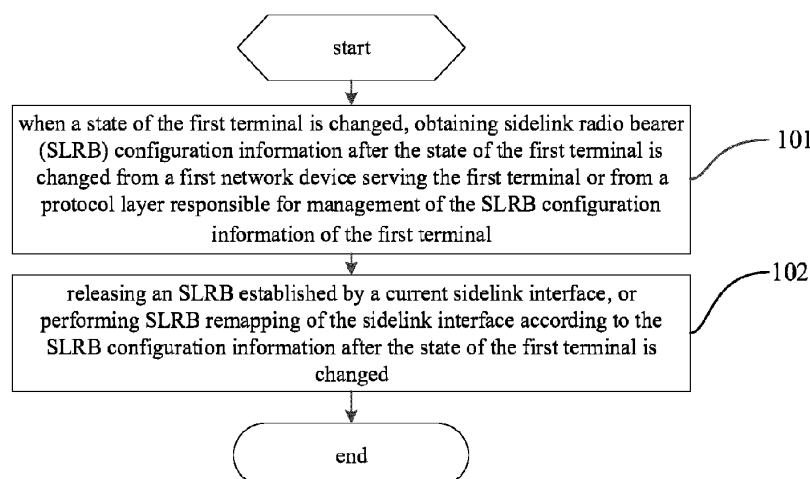 start
when a state of the first terminal is changed, obtaining sidelink radio bearer
(SLRB) configuration information after the state of the first terminal is
changed from a first network device serving the first terminal or from a
protocol layer responsible for management of the SLRB configuration
information of the first terminal
101
releasing an SLRB established by a current sidelink interface, or
performing SLRB remapping of the sidelink interface according to the
SLRB configuration information after the state of the first terminal is
changed
102
end